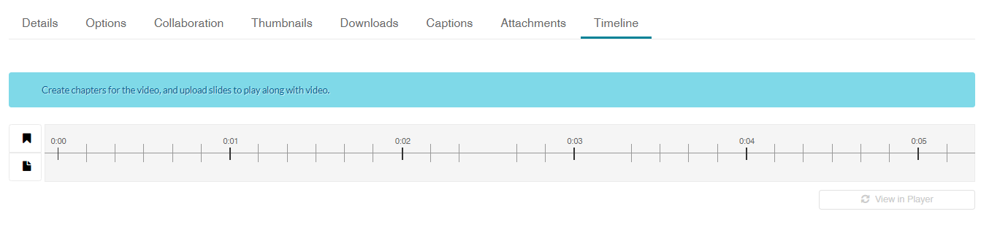 Details Options Collaboration Thumbnails Downloads Captions Attachments Timeline
Create chapters for the video, and upload slides to play along with video.
0:00 0:01 0:02 0:03 0:04 0:05
View in Player